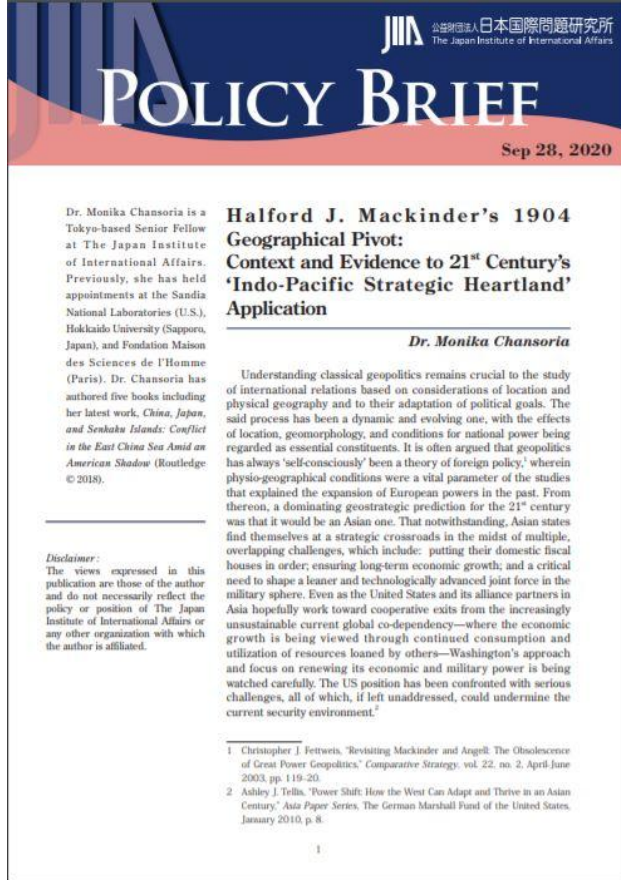 JIIA 公益財団法人日本国際問題研究所
The Japan Institute of International Affairs
POLICY BRIEF
Sep 28, 2020
Dr. Monika Chansoria is a
Tokyo-based Senior Fellow
at The Japan Institute
of International Affairs.
Previously, she has held
appointments at the Sandia
National Laboratories (U.S.),
Hokkaido University (Sapporo,
Japan), and Fondation Maison
des Sciences de l'Homme
(Paris). Dr. Chansoria has
authored five books including
her latest work, China, Japan,
and Senkaku Islands: Conflict
in the East China Sea Amid an
American Shadow (Routledge
© 2018).
Disclaimer :
The views expressed in this
publication are those of the author
and do not necessarily reflect the
policy or position of The Japan
Institute of International Affairs or
any other organization with which
the author is affiliated.
Halford J. Mackinder's 1904
Geographical Pivot:
Context and Evidence to 21st Century's
'Indo-Pacific Strategic Heartland'
Application
Dr. Monika Chansoria
Understanding classical geopolitics remains crucial to the study
of international relations based on considerations of location and
physical geography and to their adaptation of political goals. The
said process has been a dynamic and evolving one, with the effects
of location, geomorphology, and conditions for national power being
regarded as essential constituents. It is often argued that geopolitics
has always 'self-consciously' been a theory of foreign policy,1 wherein
physio-geographical conditions were a vital parameter of the studies
that explained the expansion of European powers in the past. From
thereon, a dominating geostrategic prediction for the 21st century
was that it would be an Asian one. That notwithstanding, Asian states
find themselves at a strategic crossroads in the midst of multiple,
overlapping challenges, which include: putting their domestic fiscal
houses in order; ensuring long-term economic growth; and a critical
need to shape a leaner and technologically advanced joint force in the
military sphere. Even as the United States and its alliance partners in
Asia hopefully work toward cooperative exits from the increasingly
unsustainable current global co-dependency—where the economic
growth is being viewed through continued consumption and
utilization of resources loaned by others—Washington's approach
and focus on renewing its economic and military power is being
watched carefully. The US position has been confronted with serious
challenges, all of which, if left unaddressed, could undermine the
current security environment.2
1 Christopher J. Fettweis, "Revisiting Mackinder and Angell: The Obsolescence
of Great Power Geopolitics," Comparative Strategy, vol. 22, no. 2, April-June
2003, pp. 119-20.
2 Ashley J. Tellis, "Power Shift: How the West Can Adapt and Thrive in an Asian
Century," Asia Paper Series, The German Marshall Fund of the United States,
January 2010, p. 8.
1